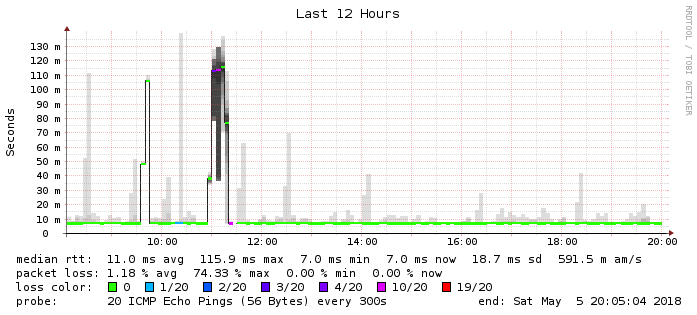 Last 12 Hours
RRDTOOL / TOBI OETIKER
Seconds
130 m
120 m
110 m
100 m
90 m
80 m
70 m
60 m
50 m
40 m
30 m
20 m
10 m
0
10:00 12:00 14:00 16:00 18:00 20:00
median rtt: 11.0 ms avg 115.9 ms max 7.0 ms min 7.0 ms now 18.7 ms sd 591.5 m am/s
packet loss: 1.18 % avg 74.33 % max 0.00 % min 0.00 % now
loss color: 0 1/20 2/20 3/20 4/20 10/20 19/20
probe: 20 ICMP Echo Pings (56 Bytes) every 300s end: Sat May 5 20:05:04 2018